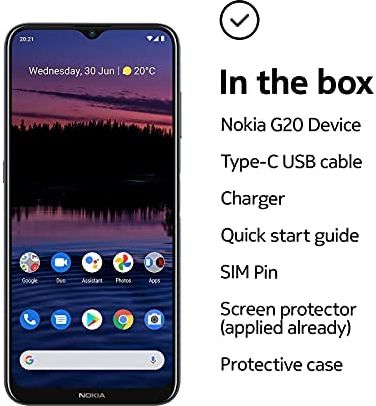 20:21
Wednesday, 30 Jun | 20°C
Google Duo Assistant Photos Apps
G
NOKIA
In the box
Nokia G20 Device
Type-C USB cable
Charger
Quick start guide
SIM Pin
Screen protector
(applied already)
Protective case